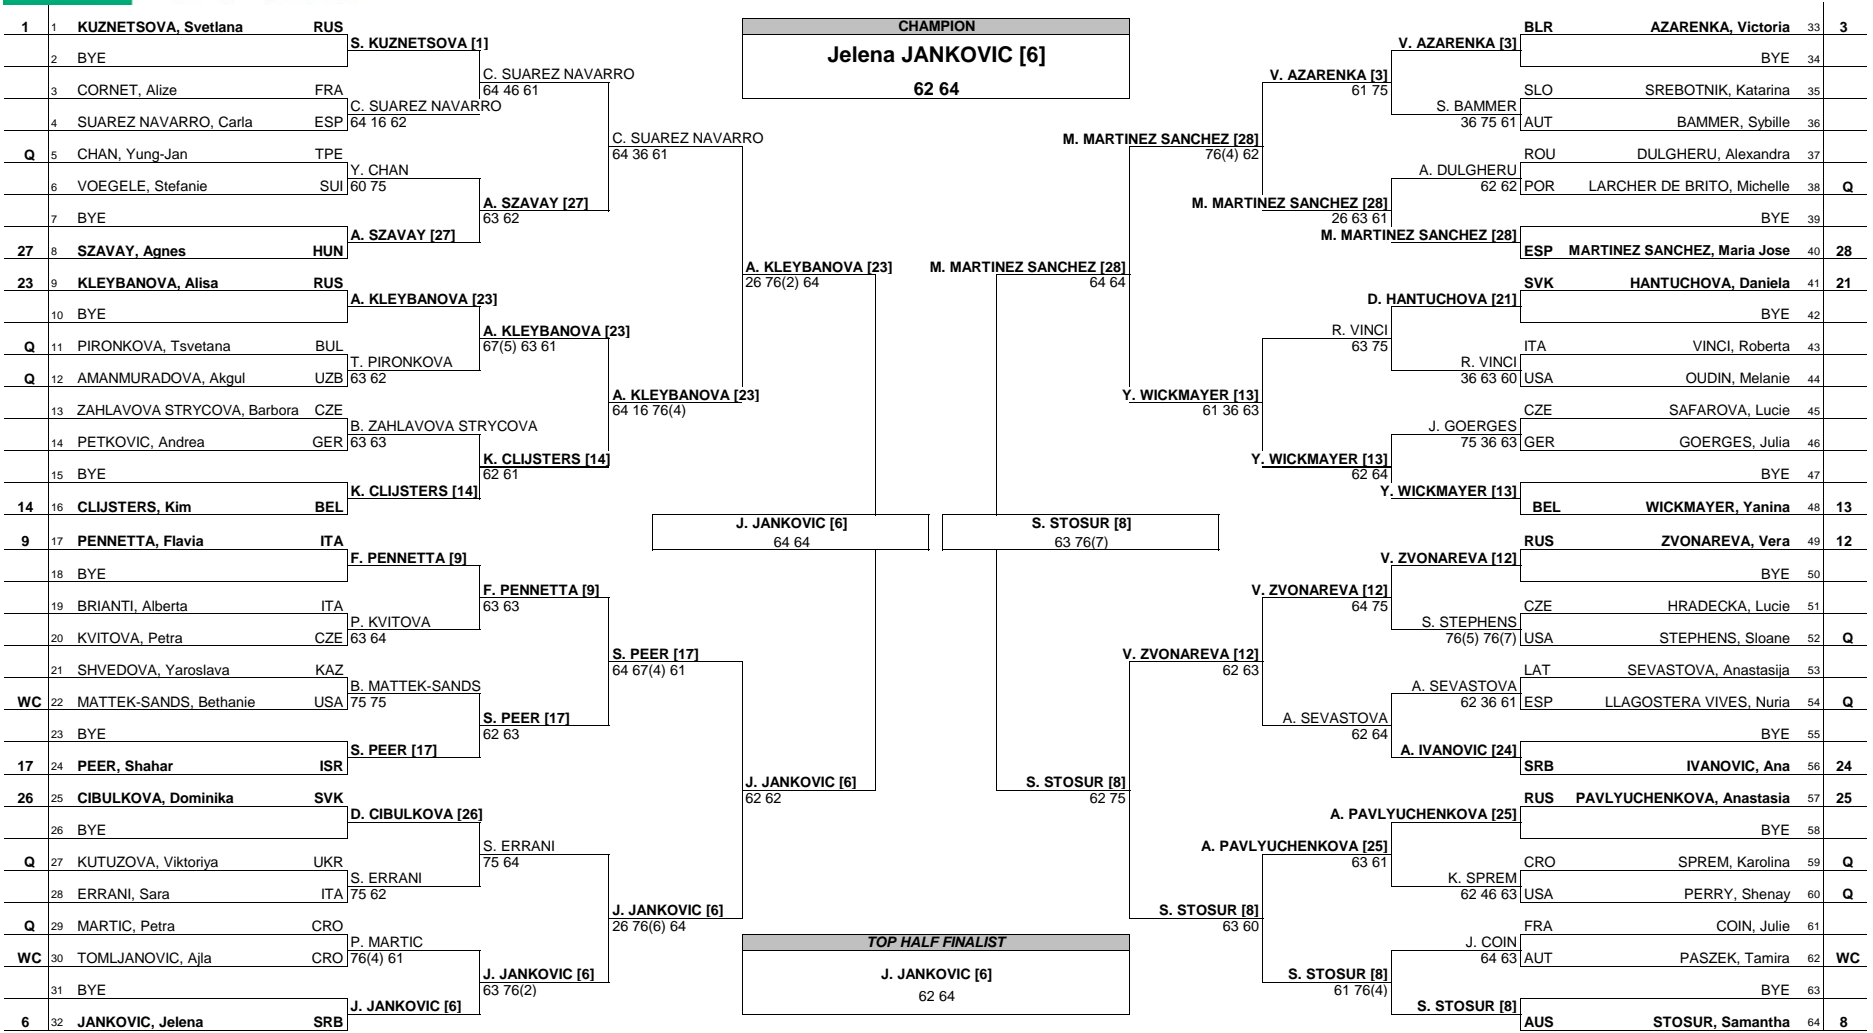 1 1 KUZNETSOVA, Svetlana RUS
2 BYE
3 CORNET, Alize FRA
4 SUAREZ NAVARRO, Carla ESP
Q 5 CHAN, Yung-Jan TPE
6 VOEGELE, Stefanie SUI
7 BYE
27 8 SZAVAY, Agnes HUN
23 9 KLEYBANOVA, Alisa RUS
10 BYE
Q 11 PIRONKOVA, Tsvetana BUL
Q 12 AMANMURADOVA, Akgul UZB
13 ZAHLAVOVA STRYCOVA, Barbora CZE
14 PETKOVIC, Andrea GER
15 BYE
14 16 CLIJSTERS, Kim BEL
9 17 PENNETTA, Flavia ITA
18 BYE
19 BRIANTI, Alberta ITA
20 KVITOVA, Petra CZE
21 SHVEDOVA, Yaroslava KAZ
WC 22 MATTEK-SANDS, Bethanie USA
23 BYE
17 24 PEER, Shahar ISR
26 25 CIBULKOVA, Dominika SVK
26 BYE
Q 27 KUTUZOVA, Viktoriya UKR
28 ERRANI, Sara ITA
Q 29 MARTIC, Petra CRO
WC 30 TOMLJANOVIC, Ajla CRO
31 BYE
6 32 JANKOVIC, Jelena SRB
S. KUZNETSOVA [1]
C. SUAREZ NAVARRO
64 16 62
Y. CHAN
60 75
A. SZAVAY [27]
A. KLEYBANOVA [23]
T. PIRONKOVA
63 62
B. ZAHLAVOVA STRYCOVA
63 63
K. CLIJSTERS [14]
F. PENNETTA [9]
P. KVITOVA
63 64
B. MATTEK-SANDS
75 75
S. PEER [17]
D. CIBULKOVA [26]
S. ERRANI
75 62
P. MARTIC
76(4) 61
J. JANKOVIC [6]
C. SUAREZ NAVARRO
64 46 61
A. SZAVAY [27]
63 62
A. KLEYBANOVA [23]
67(5) 63 61
K. CLIJSTERS [14]
62 61
F. PENNETTA [9]
63 63
S. PEER [17]
62 63
S. ERRANI
75 64
J. JANKOVIC [6]
63 76(2)
C. SUAREZ NAVARRO
64 36 61
A. KLEYBANOVA [23]
64 16 76(4)
S. PEER [17]
64 67(4) 61
J. JANKOVIC [6]
26 76(6) 64
A. KLEYBANOVA [23]
26 76(2) 64
J. JANKOVIC [6]
62 62
CHAMPION
Jelena JANKOVIC [6]
62 64
J. JANKOVIC [6]
64 64
S. STOSUR [8]
63 76(7)
TOP HALF FINALIST
J. JANKOVIC [6]
62 64
M. MARTINEZ SANCHEZ [28]
64 64
S. STOSUR [8]
62 75
M. MARTINEZ SANCHEZ [28]
76(4) 62
Y. WICKMAYER [13]
61 36 63
V. ZVONAREVA [12]
62 63
S. STOSUR [8]
63 60
V. AZARENKA [3]
61 75
M. MARTINEZ SANCHEZ [28]
26 63 61
R. VINCI
63 75
Y. WICKMAYER [13]
62 64
V. ZVONAREVA [12]
64 75
A. SEVASTOVA
62 64
A. PAVLYUCHENKOVA [25]
63 61
S. STOSUR [8]
61 76(4)
V. AZARENKA [3]
S. BAMMER
36 75 61
A. DULGHERU
62 62
M. MARTINEZ SANCHEZ [28]
D. HANTUCHOVA [21]
R. VINCI
36 63 60
J. GOERGES
75 36 63
Y. WICKMAYER [13]
V. ZVONAREVA [12]
S. STEPHENS
76(5) 76(7)
A. SEVASTOVA
62 36 61
A. IVANOVIC [24]
A. PAVLYUCHENKOVA [25]
K. SPREM
62 46 63
J. COIN
64 63
S. STOSUR [8]
BLR AZARENKA, Victoria 33 3
BYE 34
SLO SREBOTNIK, Katarina 35
AUT BAMMER, Sybille 36
ROU DULGHERU, Alexandra 37
POR LARCHER DE BRITO, Michelle 38 Q
BYE 39
ESP MARTINEZ SANCHEZ, Maria Jose 40 28
SVK HANTUCHOVA, Daniela 41 21
BYE 42
ITA VINCI, Roberta 43
USA OUDIN, Melanie 44
CZE SAFAROVA, Lucie 45
GER GOERGES, Julia 46
BYE 47
BEL WICKMAYER, Yanina 48 13
RUS ZVONAREVA, Vera 49 12
BYE 50
CZE HRADECKA, Lucie 51
USA STEPHENS, Sloane 52 Q
LAT SEVASTOVA, Anastasija 53
ESP LLAGOSTERA VIVES, Nuria 54 Q
BYE 55
SRB IVANOVIC, Ana 56 24
RUS PAVLYUCHENKOVA, Anastasia 57 25
BYE 58
CRO SPREM, Karolina 59 Q
USA PERRY, Shenay 60 Q
FRA COIN, Julie 61
AUT PASZEK, Tamira 62 WC
BYE 63
AUS STOSUR, Samantha 64 8